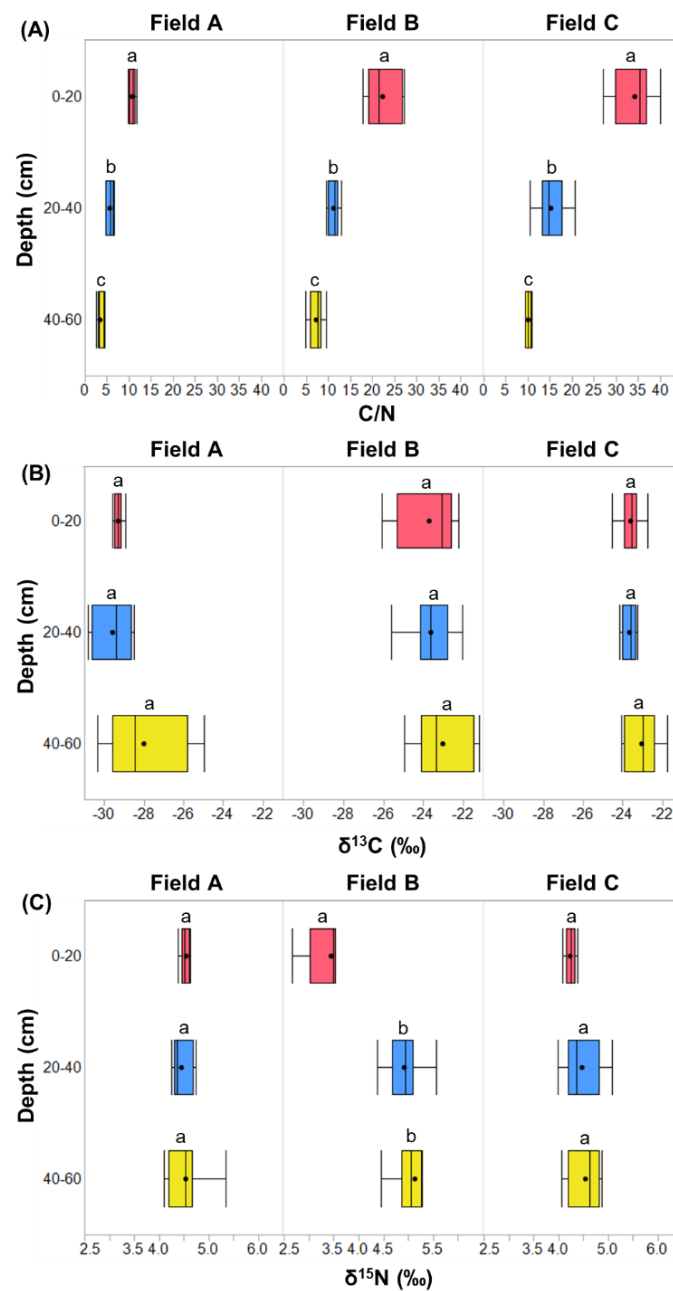 (A) Field A Field B Field C
a a a
0-20
b b b
20-40
c c c
40-60
Depth (cm)
0 5 10 15 20 25 30 35 40 0 5 10 15 20 25 30 35 40 0 5 10 15 20 25 30 35 40
C/N
(B) Field A Field B Field C
a a a
0-20
a a a
20-40
a a a
40-60
Depth (cm)
-30 -28 -26 -24 -22 -30 -28 -26 -24 -22 -30 -28 -26 -24 -22
δ13C (‰)
(C) Field A Field B Field C
a a a
0-20
a b a
20-40
a b a
40-60
Depth (cm)
2.5 3.5 4.0 5.0 6.0 2.5 3.5 4.5 5.5 2.5 3.5 4.0 5.0 6.0
δ15N (‰)